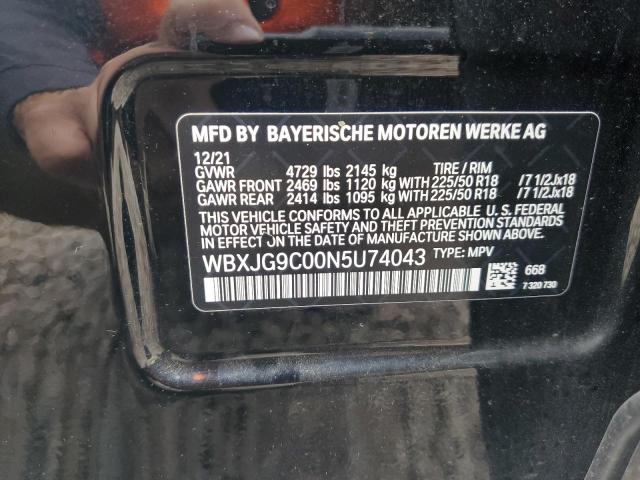 MFD BY BAYERISCHE MOTOREN WERKE AG
12/21
GVWR 4729 lbs 2145 kg TIRE / RIM
GAWR FRONT 2469 lbs 1120 kg WITH 225/50 R18 /7 1/2Jx18
GAWR REAR 2414 lbs 1095 kg WITH 225/50 R18 /7 1/2Jx18
THIS VEHICLE CONFORMS TO ALL APPLICABLE U. S. FEDERAL
MOTOR VEHICLE SAFETY AND THEFT PREVENTION STANDARDS
IN EFFECT ON THE DATE OF MANUFACTURE SHOWN ABOVE.
WBXJG9C00N5U74043 TYPE: MPV
668
7 320 730